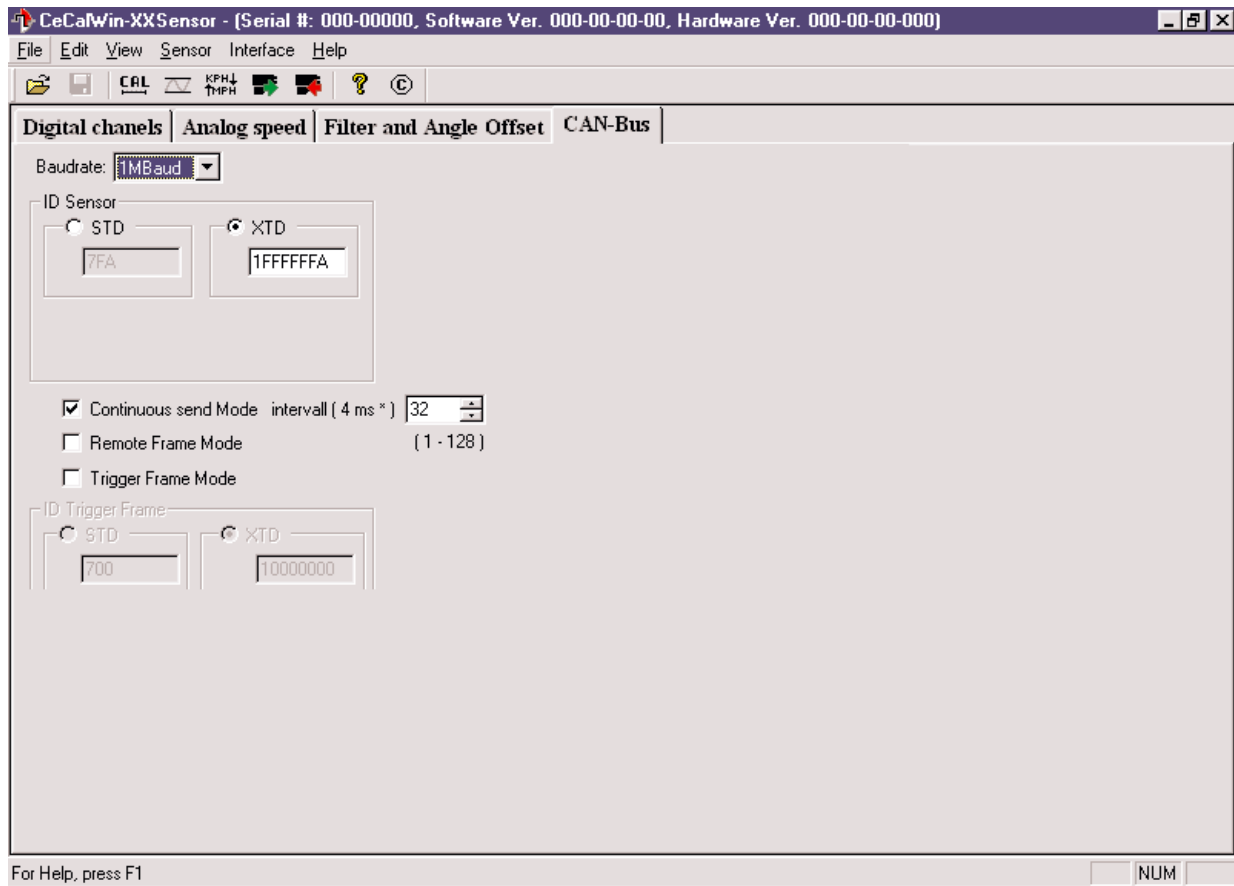 CeCalWin-XXSensor - (Serial #: 000-00000, Software Ver. 000-00-00-00, Hardware Ver. 000-00-00-000)
File Edit View Sensor Interface Help
CAL KPH MPH ? ©
Digital chanels Analog speed Filter and Angle Offset CAN-Bus
Baudrate: 1MBaud
ID Sensor
STD XTD
7FA 1FFFFFFA
Continuous send Mode intervall ( 4 ms * ) 32
Remote Frame Mode ( 1 - 128 )
Trigger Frame Mode
ID Trigger Frame
STD XTD
700 10000000
For Help, press F1 NUM